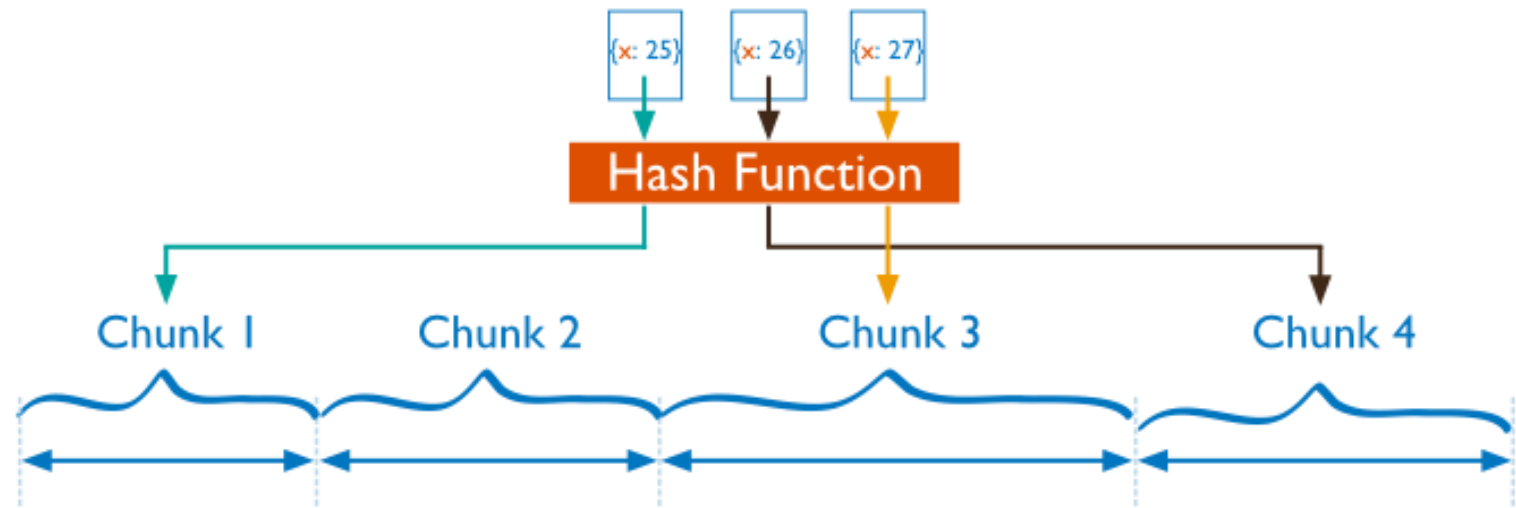 {x: 25} {x: 26} {x: 27}
Hash Function
Chunk 1 Chunk 2 Chunk 3 Chunk 4